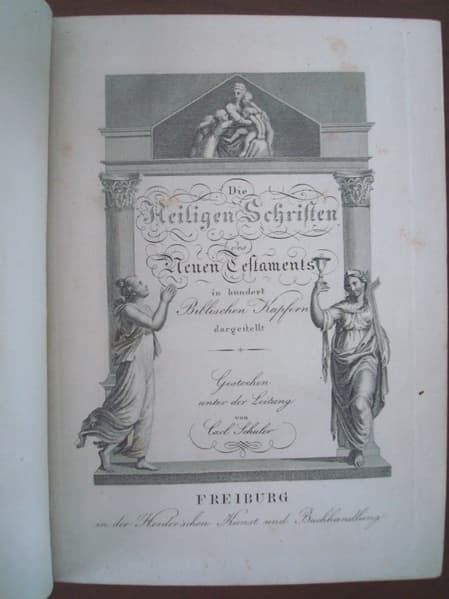 Die
Heiligen Schriften
des
Neuen Testaments
in hundert
Biblischen Kupfern
dargestellt
Gestochen
unter der Leitung
von
Carl Schuler
FREIBURG
in der Herder'schen Kunst und Buchhandlung